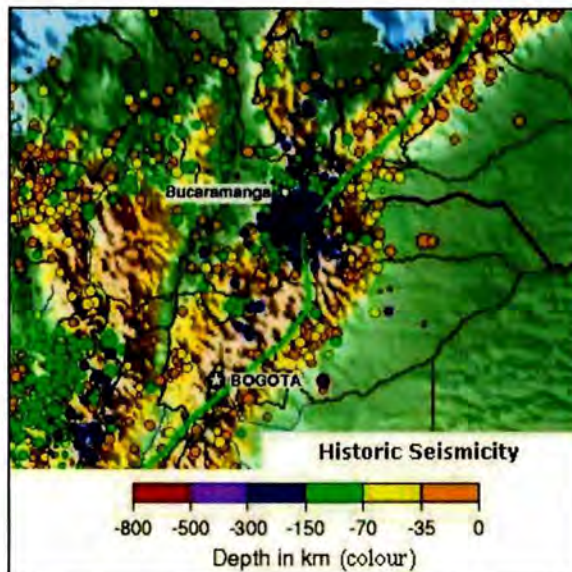 Bucaramanga
BOGOTA
Historic Seismicity
-800 -500 -300 -150 -70 -35 0
Depth in km (colour)